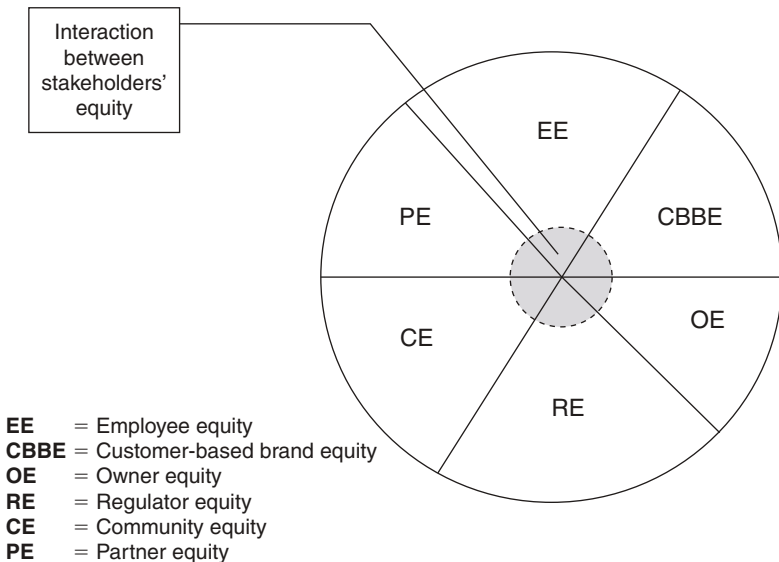 Interaction
between
stakeholders’
equity
EE
PE
CBBE
CE
OE
RE
EE = Employee equity
CBBE = Customer-based brand equity
OE = Owner equity
RE = Regulator equity
CE = Community equity
PE = Partner equity